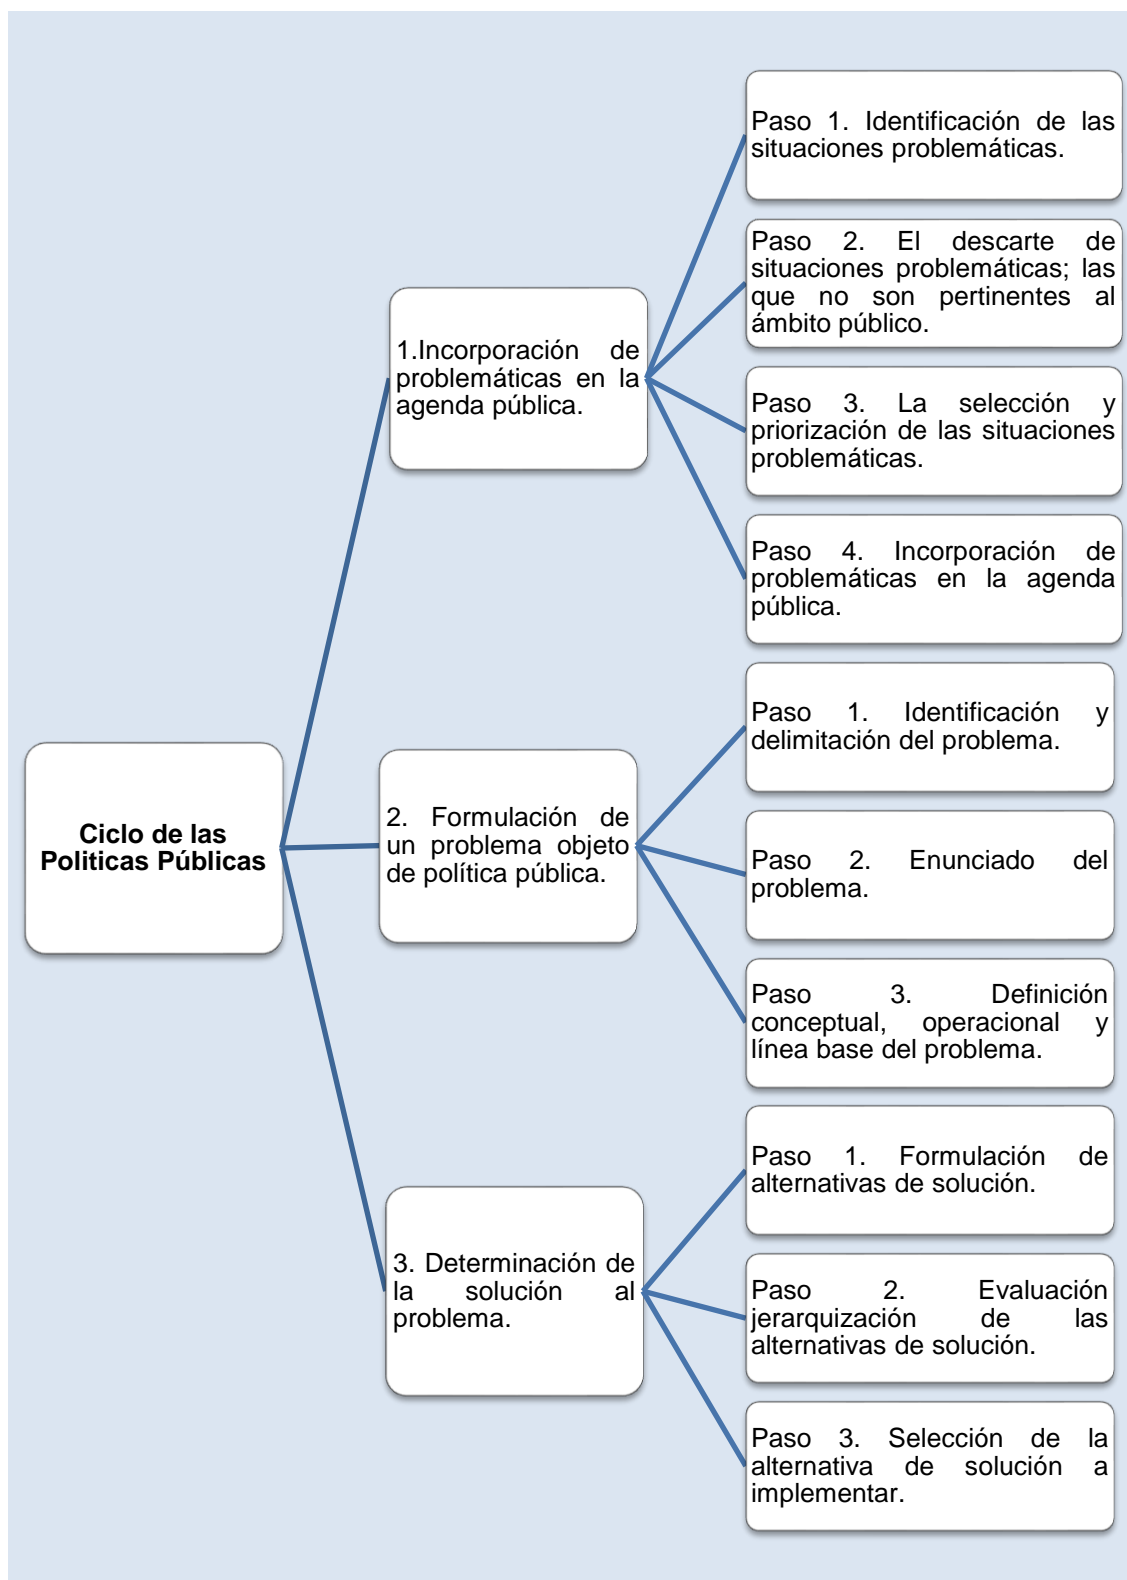 Paso 1. Identificación de las
situaciones problemáticas.
Paso 2. El descarte de
situaciones problemáticas; las
que no son pertinentes al
ámbito público.
1.Incorporación de
problemáticas en la
agenda pública.
Paso 3. La selección y
priorización de las situaciones
problemáticas.
Paso 4. Incorporación de
problemáticas en la agenda
pública.
Ciclo de las
Politicas Públicas
2. Formulación de
un problema objeto
de política pública.
Paso 1. Identificación y
delimitación del problema.
Paso 2. Enunciado del
problema.
Paso 3. Definición
conceptual, operacional y
línea base del problema.
3. Determinación de
la solución al
problema.
Paso 1. Formulación de
alternativas de solución.
Paso 2. Evaluación
jerarquización de las
alternativas de solución.
Paso 3. Selección de la
alternativa de solución a
implementar.